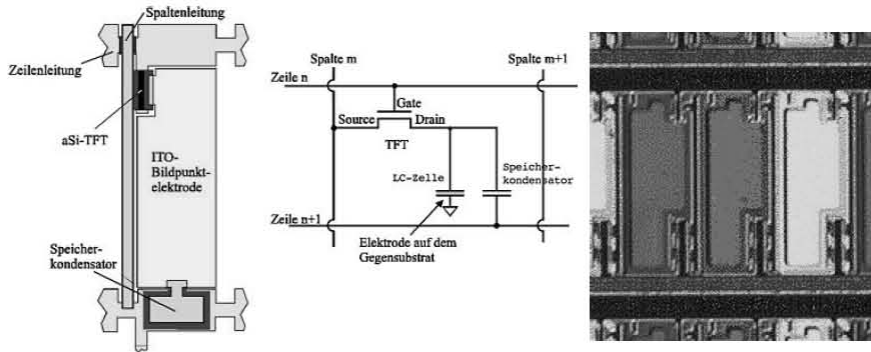 Spaltenleitung
Zeilenleitung
aSi-TFT
ITO-
Bildpunkt-
elektrode
Speicher-
kondensator
Spalte m
Spalte m+1
Zeile n
Gate
Source
Drain
TFT
LC-Zelle
Speicher-
kondensator
Zeile n+1
Elektrode auf dem
Gegensubstrat